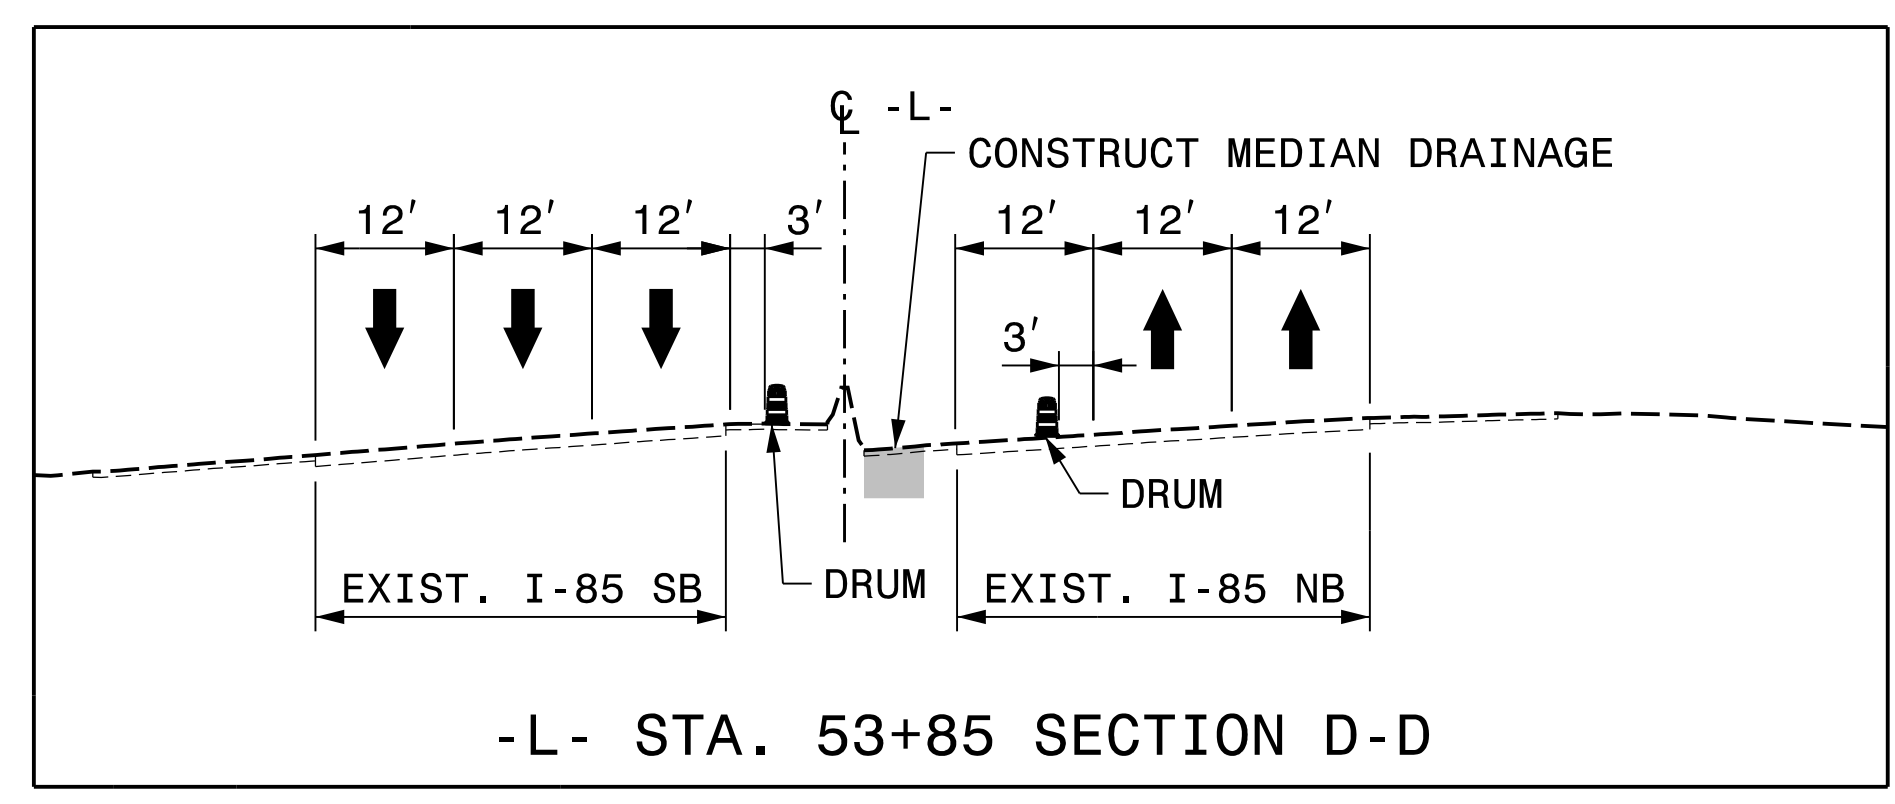 ℄ -L-
CONSTRUCT MEDIAN DRAINAGE
12' 12' 12' 3' 12' 12' 12'
3'
DRUM
DRUM
EXIST. I-85 SB EXIST. I-85 NB
-L- STA. 53+85 SECTION D-D